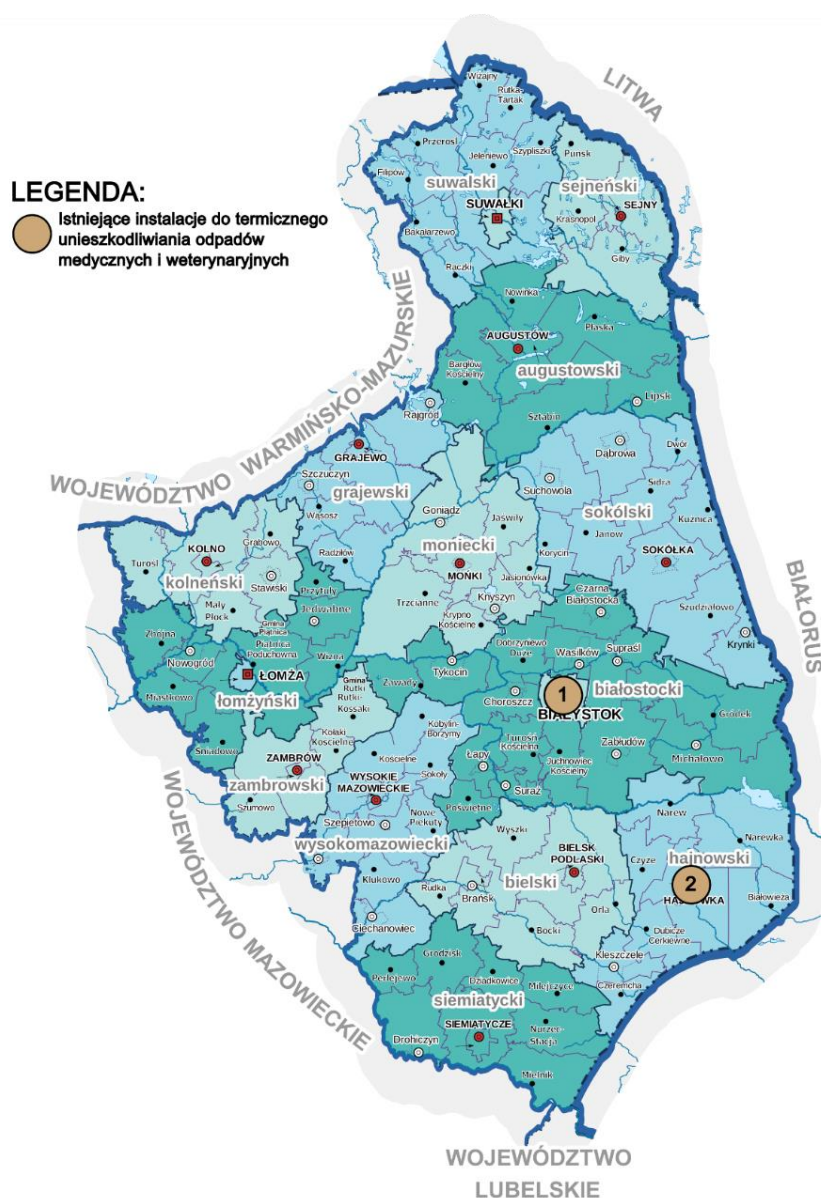 LITWA
Wiżajny
Rutka-
Tartak
Przerośl
Szypliszki
Puńsk
Jeleniewo
Filipów
suwalski
sejneński
LEGENDA:
Istniejące instalacje do termicznego
unieszkodliwiania odpadów
medycznych i weterynaryjnych
SUWAŁKI
SEJNY
Krasnopol
Bakałarzewo
Giby
Raczki
Nowinka
Płaska
AUGUSTÓW
augustowski
Bargłów
Kościelny
Lipsk
Rajgród
Sztabin
WOJEWÓDZTWO WARMIŃSKO-MAZURSKIE
GRAJEWO
Dąbrowa
Dwór
Szczuczyn
grajewski
Suchowola
Sidra
Goniądz
Wąsosz
sokólski
Kuźnica
Jaświły
Grabowo
moniecki
Janów
KOLNO
Radziłów
Korycin
SOKÓŁKA
Turośl
kolneński
Stawiski
MOŃKI
Jasionówka
BIAŁORUS
Przytuły
Trzcianne
Knyszyn
Czarna
Białostocka
Mały
Płock
Jedwabne
Krypno
Kościelne
Szudziałowo
Zbójna
Gmina
Piątnica
Piątnica
Poduchowna
Krynki
Nowogród
Wizna
Dobrzyniewo
Duże
Wasilków
Supraśl
Tykocin
ŁOMŻA
Gmina
Rutki
Rutki-
Kossaki
Zawady
Miastkowo
łomżyński
Choroszcz
1
białostocki
BIAŁYSTOK
Gródek
Kobylin-
Borzymy
Kołaki
Kościelne
Śniadowo
Turośń
Kościelna
Zabłudów
Michałowo
Kościelne
Łapy
Juchnowiec
Kościelny
ZAMBRÓW
zambrowski
WYSOKIE
MAZOWIECKIE
Sokoły
Suraż
Szumowo
Poświętne
Nowe
Piekuty
Narew
Szepietowo
wysokomazowiecki
Wyszki
Narewka
BIELSK
PODLASKI
Czyże
hajnowski
Klukowo
bielski
2
HAJNÓWKA
Rudka
Brańsk
Orla
Białowieża
WOJEWÓDZTWO MAZOWIECKIE
Ciechanowiec
Boćki
Dubicze
Cerkiewne
Kleszczele
Grodzisk
Perlejewo
Dziadkowice
Milejczyce
Czeremcha
siemiatycki
SIEMIATYCZE
Nurzec-
Stacja
Drohiczyn
Mielnik
WOJEWÓDZTWO
LUBELSKIE